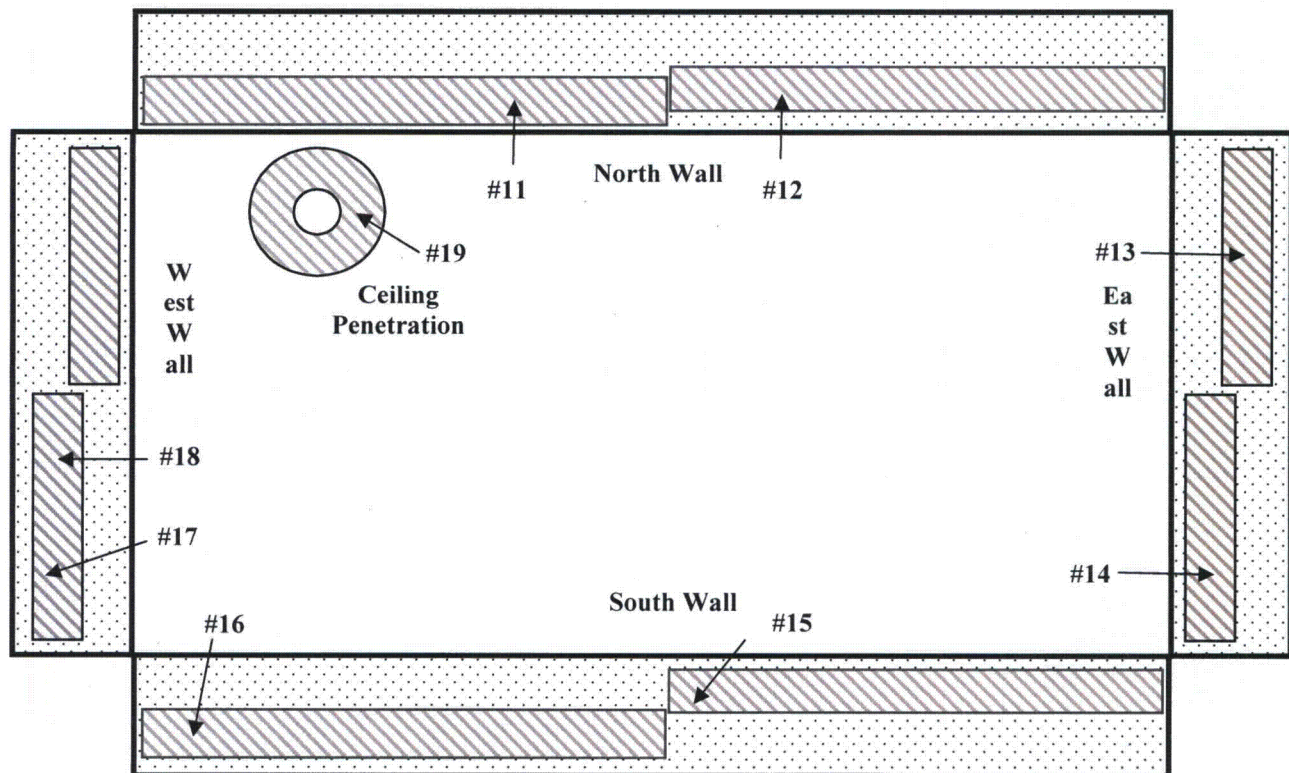 North Wall
#11
#12
#19
Ceiling
Penetration
W
est
W
all
#13
Ea
st
W
all
#18
#17
#14
South Wall
#16
#15